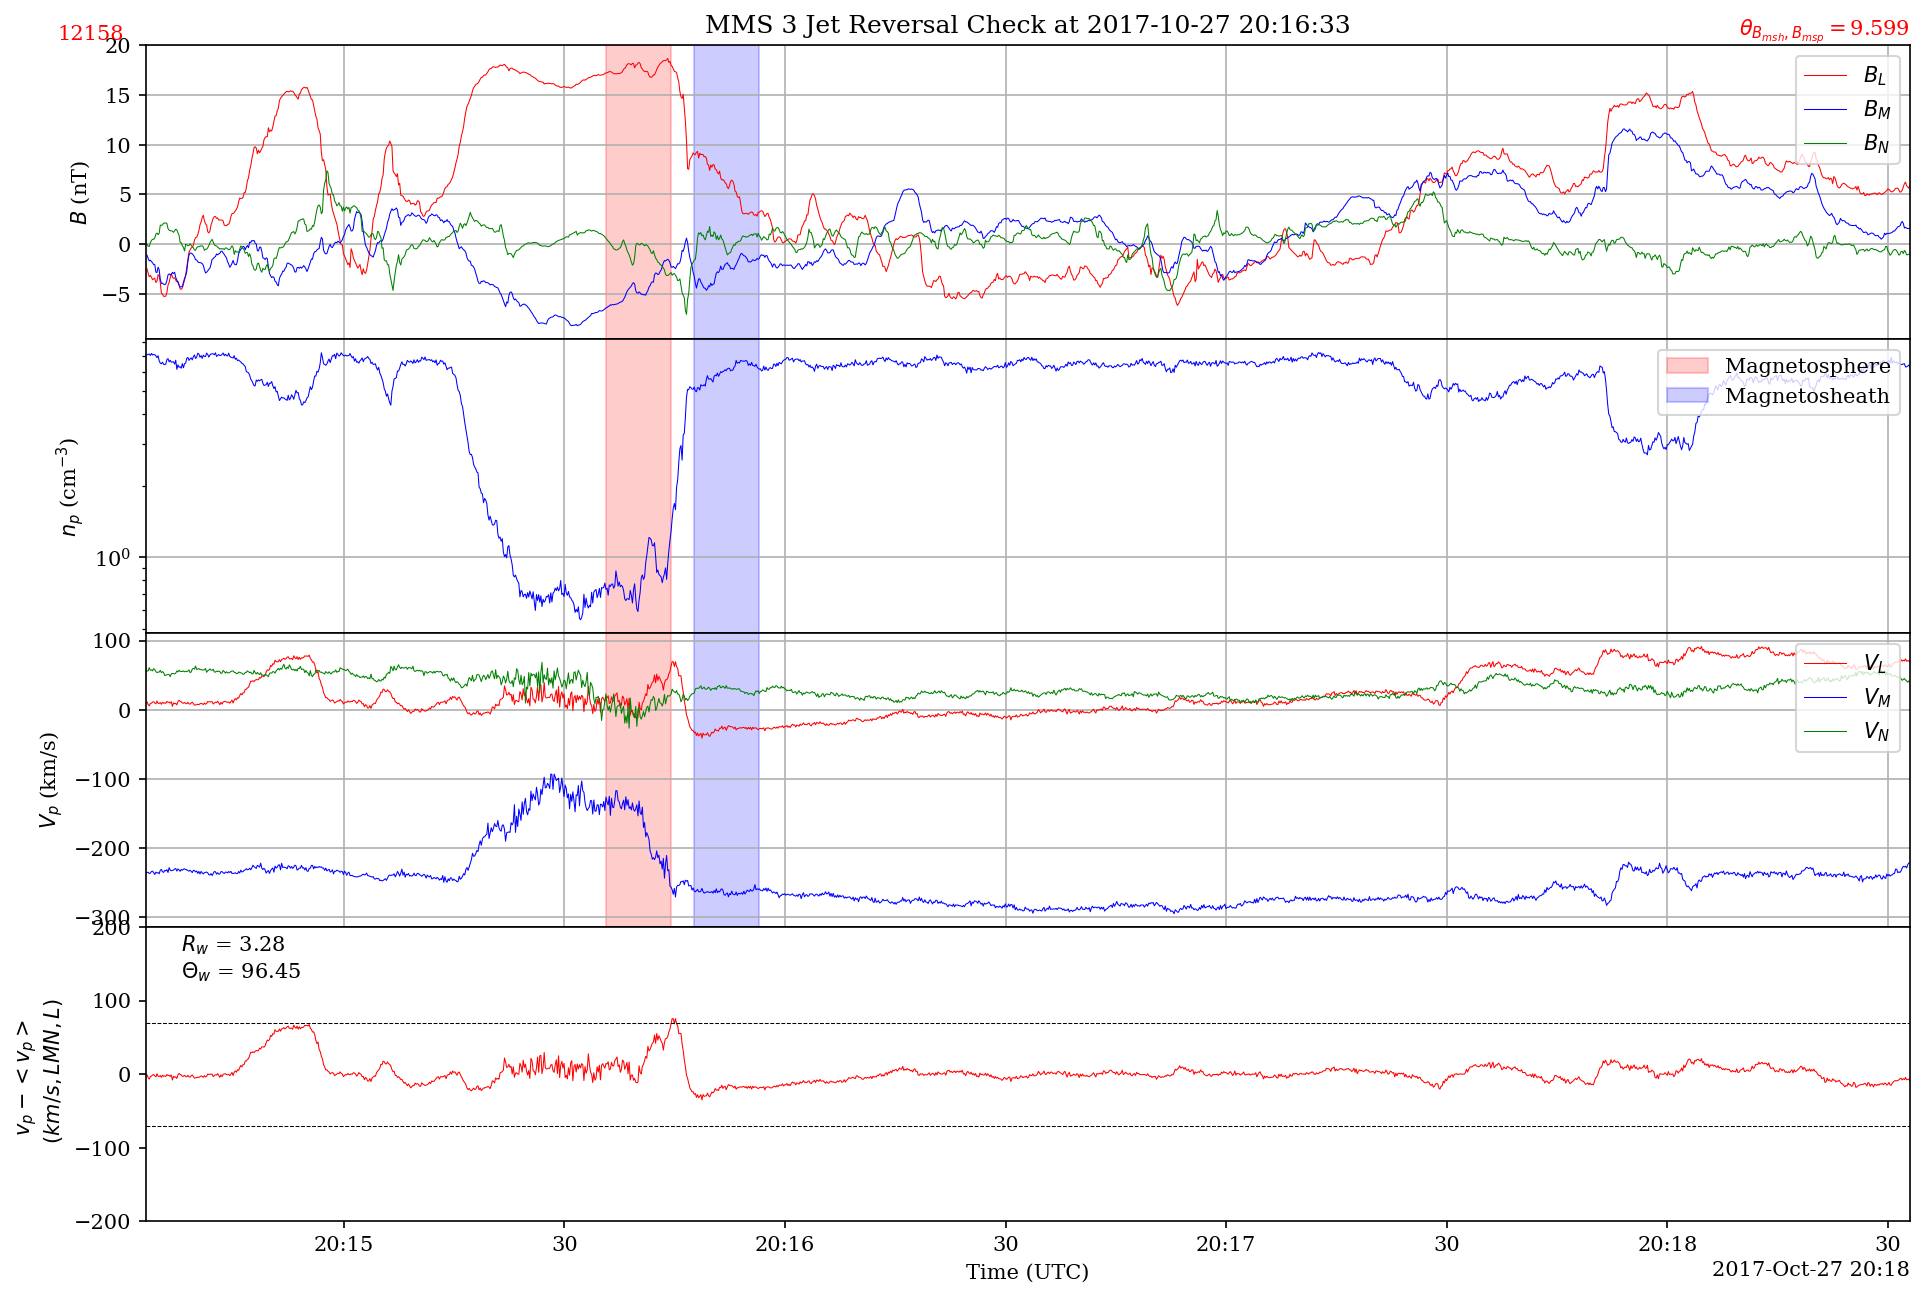 MMS 3 Jet Reversal Check at 2017-10-27 20:16:33
12158
θ_{B_{msh}, B_{msp}} = 9.599
20
15
10
5
0
−5
B (nT)
B_L
B_M
B_N
10^0
n_p (cm^{−3})
Magnetosphere
Magnetosheath
100
0
−100
−200
−300
V_p (km/s)
V_L
V_M
V_N
200
100
0
−100
−200
v_p − < v_p >
(km/s, LMN, L)
R_w = 3.28
Θ_w = 96.45
20:15 30 20:16 30 20:17 30 20:18 30
Time (UTC)
2017-Oct-27 20:18